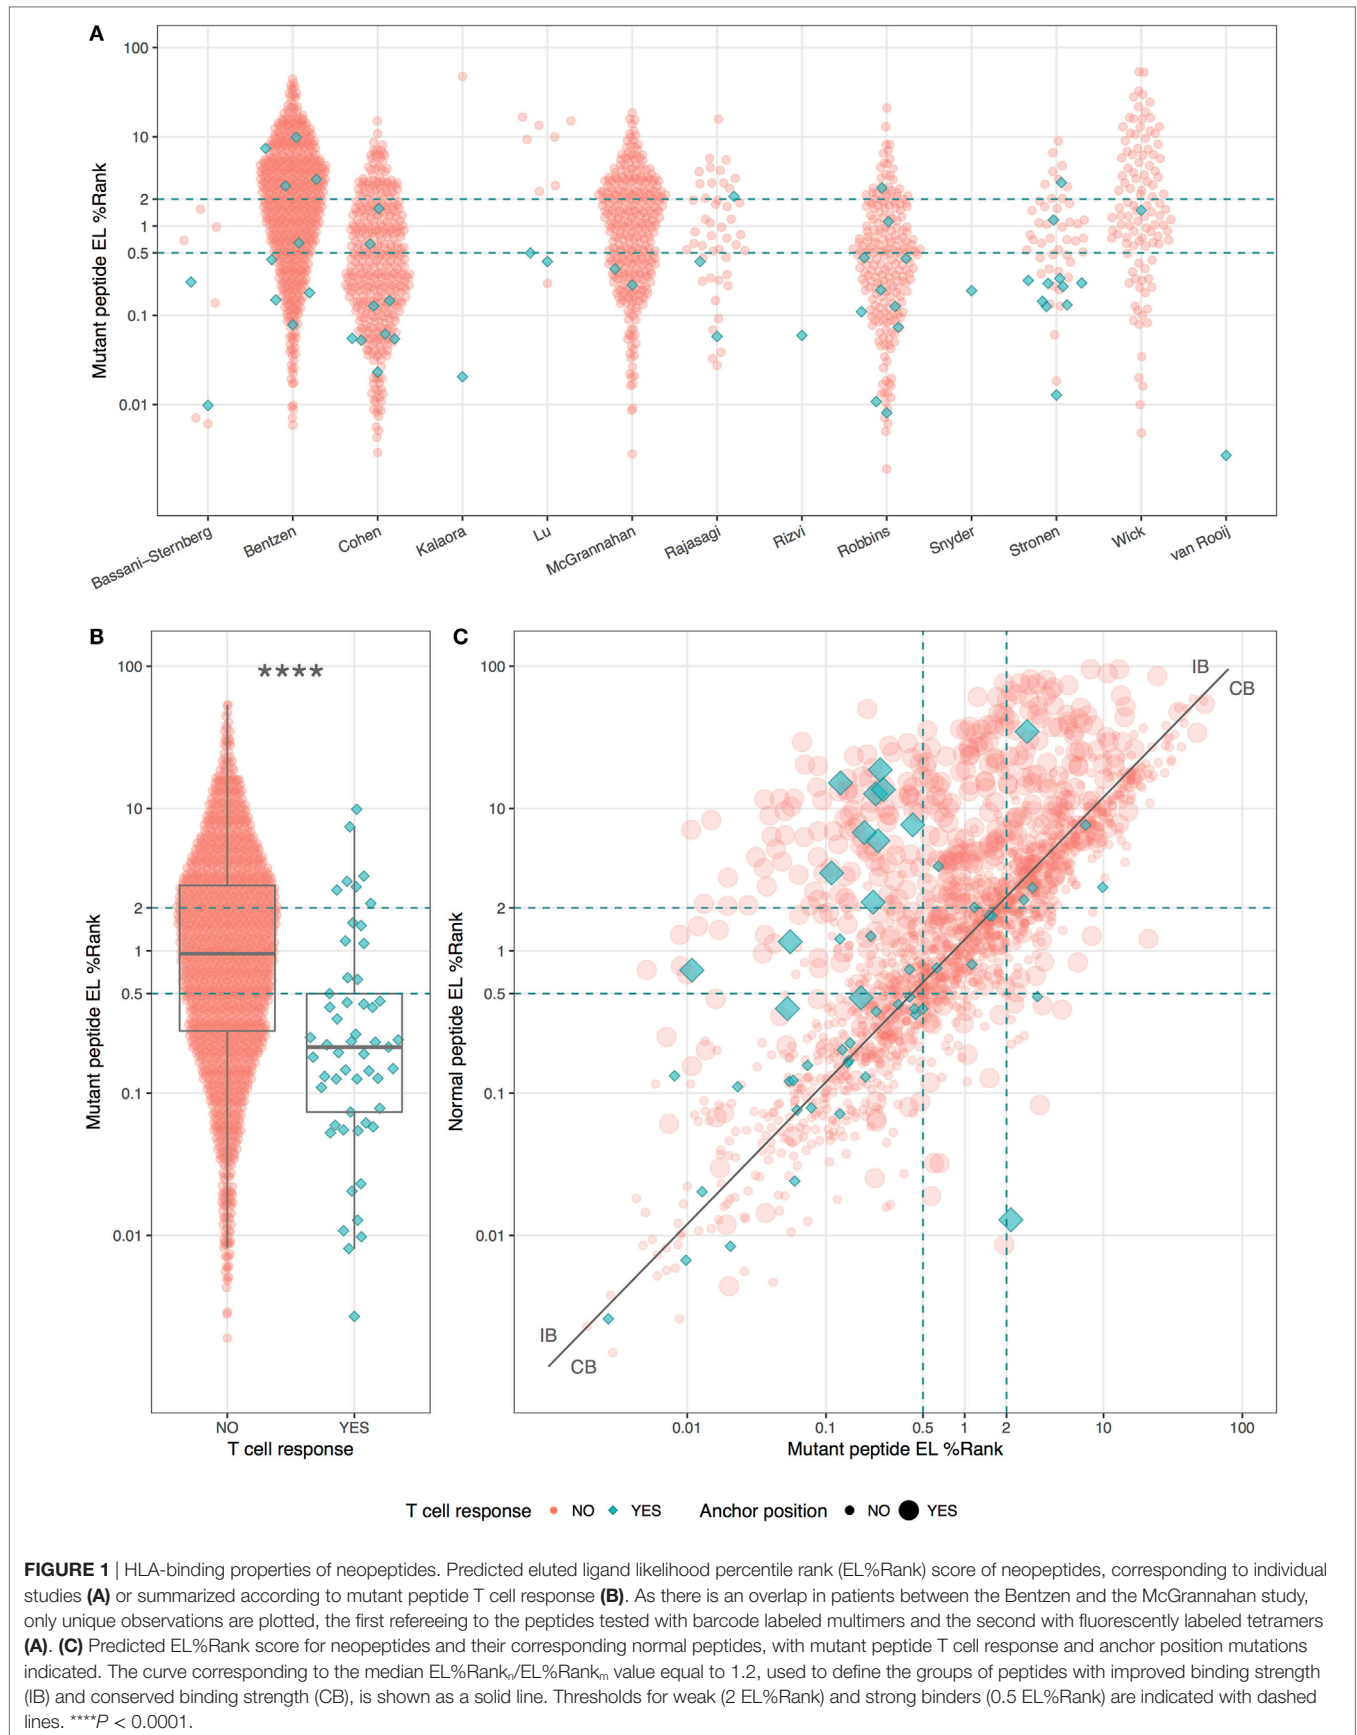 A
100
10
2
1
0.5
0.1
0.01
Mutant peptide EL %Rank
Bassani−Sternberg
Bentzen
Cohen
Kalaora
Lu
McGrannahan
Rajasagi
Rizvi
Robbins
Snyder
Stronen
Wick
van Rooij
B
****
100
10
2
1
0.5
0.1
0.01
Mutant peptide EL %Rank
NO
YES
T cell response
C
IB
CB
100
10
2
1
0.5
0.1
0.01
Normal peptide EL %Rank
IB
CB
0.01
0.1
0.5
1
2
10
100
Mutant peptide EL %Rank
T cell response NO YES Anchor position NO YES
FIGURE 1 | HLA-binding properties of neopeptides. Predicted eluted ligand likelihood percentile rank (EL%Rank) score of neopeptides, corresponding to individual
studies (A) or summarized according to mutant peptide T cell response (B). As there is an overlap in patients between the Bentzen and the McGrannahan study,
only unique observations are plotted, the first refereeing to the peptides tested with barcode labeled multimers and the second with fluorescently labeled tetramers
(A). (C) Predicted EL%Rank score for neopeptides and their corresponding normal peptides, with mutant peptide T cell response and anchor position mutations
indicated. The curve corresponding to the median EL%Rankₙ/EL%Rankₘ value equal to 1.2, used to define the groups of peptides with improved binding strength
(IB) and conserved binding strength (CB), is shown as a solid line. Thresholds for weak (2 EL%Rank) and strong binders (0.5 EL%Rank) are indicated with dashed
lines. ****P < 0.0001.